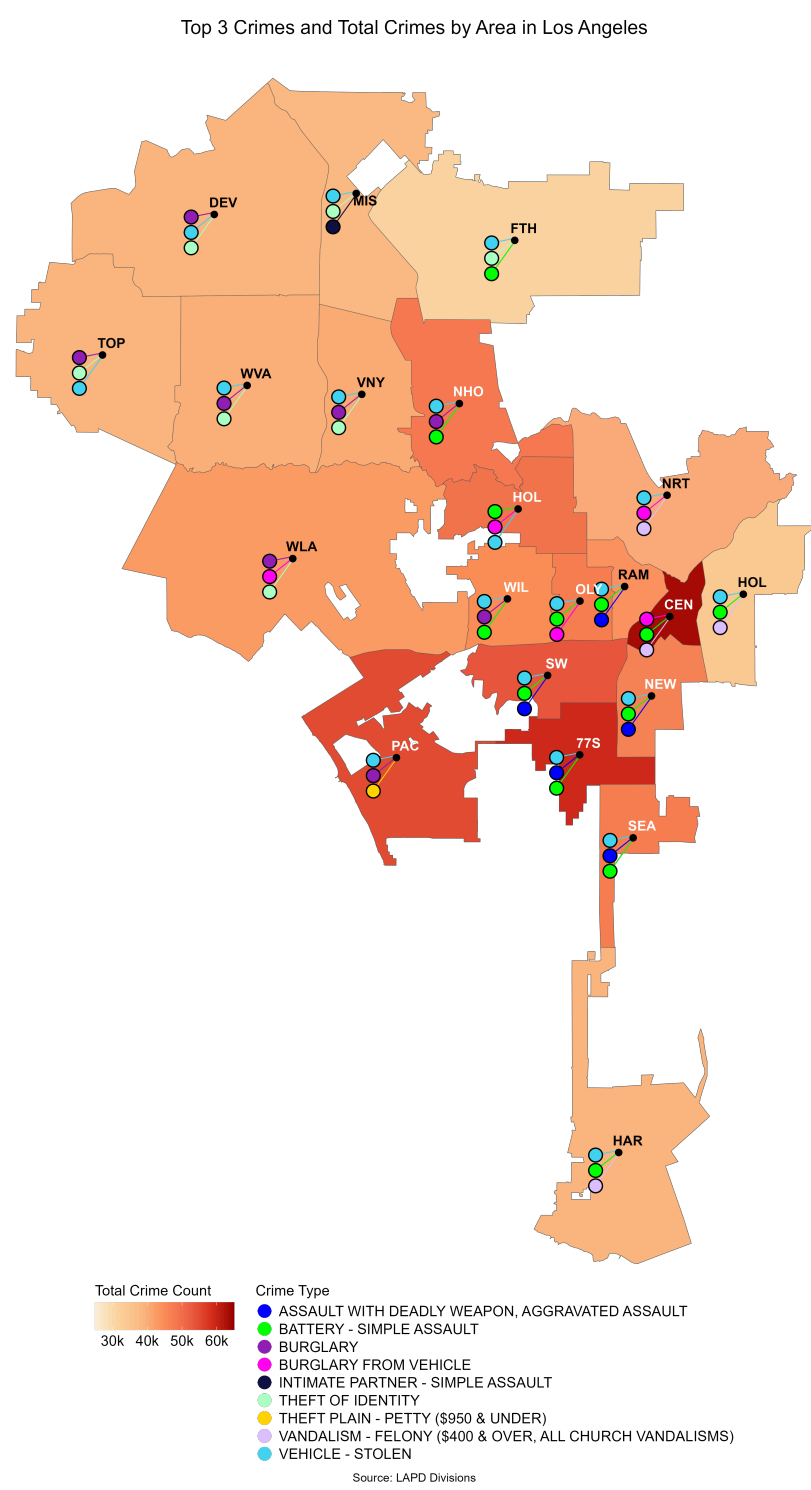 Top 3 Crimes and Total Crimes by Area in Los Angeles
DEV
MIS
FTH
TOP
WVA
VNY
NHO
NRT
HOL
WLA
WIL
OLY
RAM
CEN
HOL
SW
NEW
PAC
77S
SEA
HAR
Total Crime Count
30k 40k 50k 60k
Crime Type
ASSAULT WITH DEADLY WEAPON, AGGRAVATED ASSAULT
BATTERY - SIMPLE ASSAULT
BURGLARY
BURGLARY FROM VEHICLE
INTIMATE PARTNER - SIMPLE ASSAULT
THEFT OF IDENTITY
THEFT PLAIN - PETTY ($950 & UNDER)
VANDALISM - FELONY ($400 & OVER, ALL CHURCH VANDALISMS)
VEHICLE - STOLEN
Source: LAPD Divisions